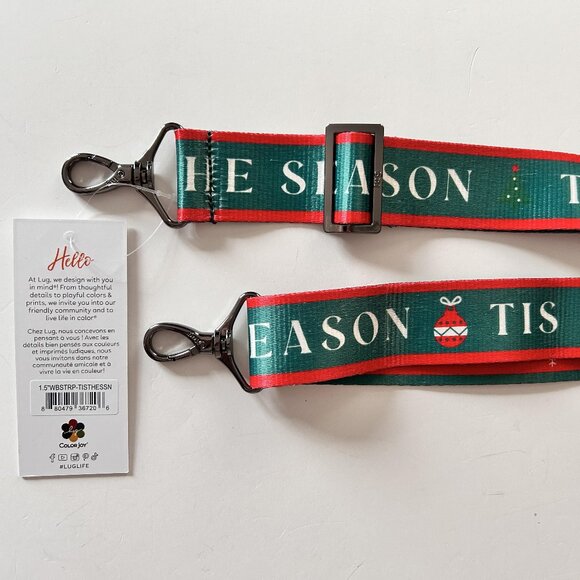 HE SEASON T
EASON TIS
Hello
At Lug, we design with you
in mind®! From thoughtful
details to playful colors &
prints, we invite you into our
friendly community and to
live life in color®
Chez Lug, nous concevons en
pensant à vous! Avec les
détails bien pensés aux couleurs
et imprimés ludiques, nous
vous invitons dans notre
communauté amicale et à
vivre la vie en couleur!
1.5"WBSTRP-TISTHESSN
8 80479 36720 6
COLOR JOY
#LUGLIFE